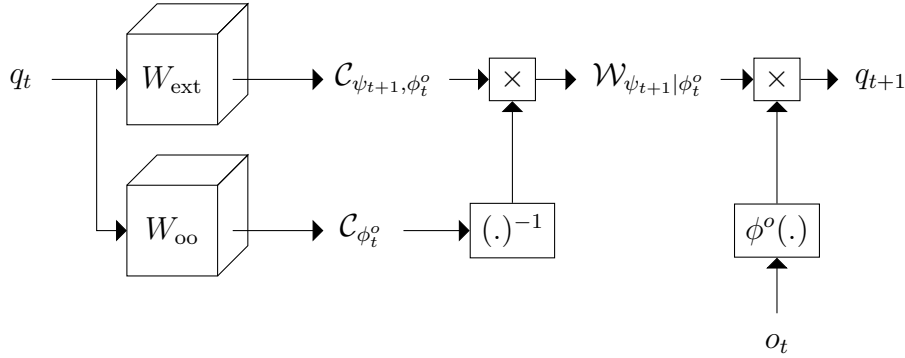 q_t W_ext 𝒞_{ψ_{t+1}, φ_t^o} × 𝒲_{ψ_{t+1}|φ_t^o} × q_{t+1}
W_oo 𝒞_{φ_t^o} (.)^{-1} φ^o(.)
o_t